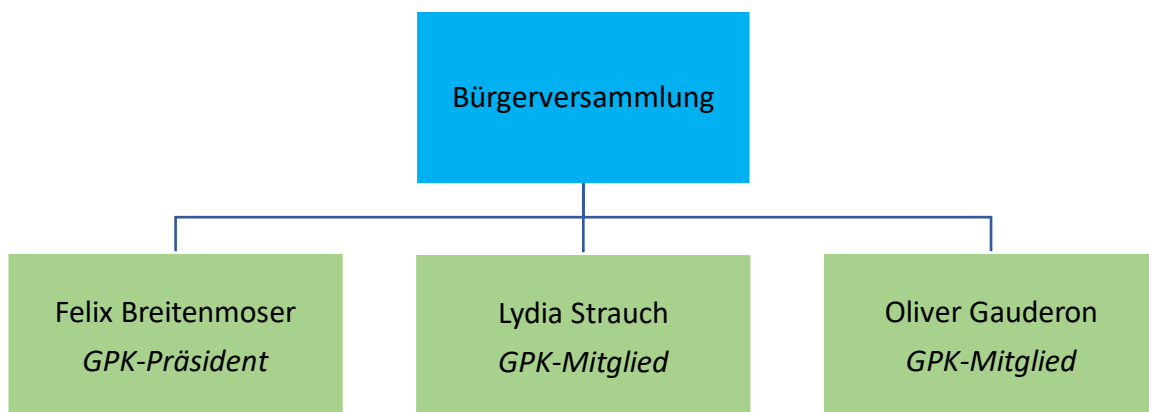 Bürgerversammlung
Felix Breitenmoser
GPK-Präsident
Lydia Strauch
GPK-Mitglied
Oliver Gauderon
GPK-Mitglied